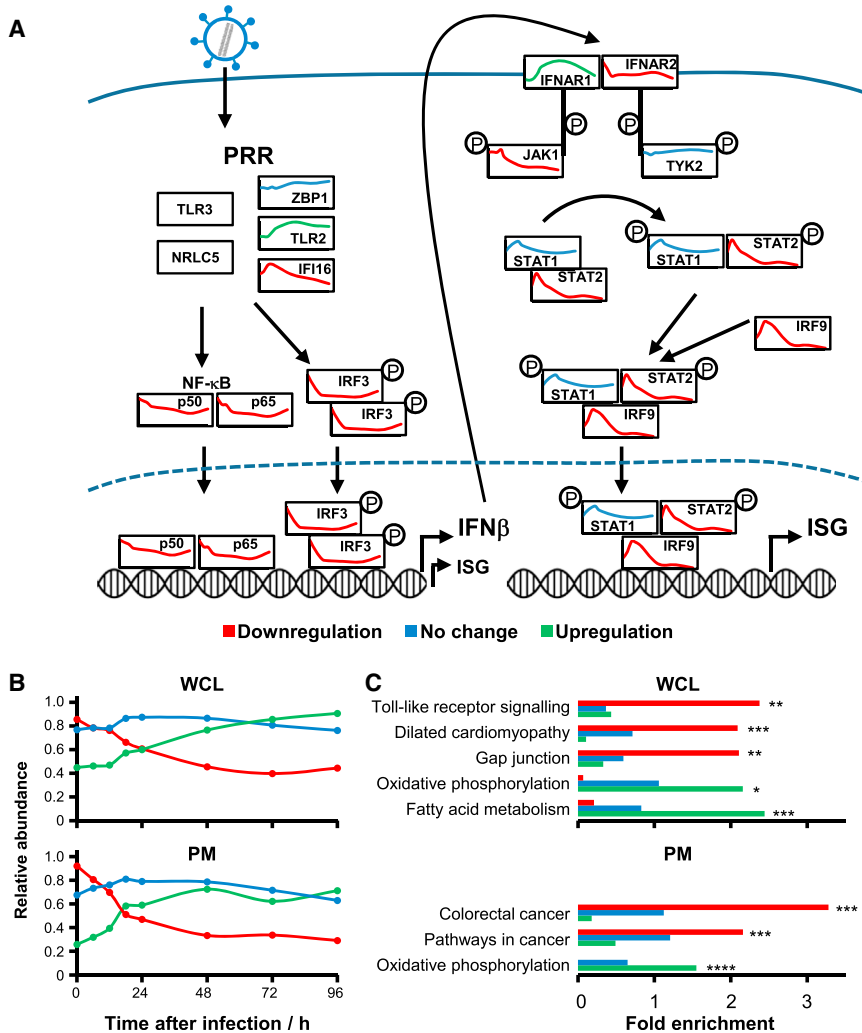 A
IFNAR1
IFNAR2
P
P
P
JAK1
P
TYK2
PRR
ZBP1
TLR3
TLR2
NRLC5
IFI16
STAT1
STAT2
P
STAT1
STAT2
P
IRF9
NF-κB
p50
p65
IRF3
P
IRF3
P
P
STAT1
STAT2
P
IRF9
p50
p65
IRF3
P
IRF3
P
IFNβ
ISG
P
STAT1
STAT2
P
IRF9
ISG
Downregulation No change Upregulation
B
WCL
1.0
0.8
0.6
0.4
0.2
0
PM
1.0
0.8
0.6
0.4
0.2
0
0 24 48 72 96
Relative abundance
Time after infection / h
C
WCL
Toll-like receptor signalling **
Dilated cardiomyopathy ***
Gap junction **
Oxidative phosphorylation *
Fatty acid metabolism ***
PM
Colorectal cancer ***
Pathways in cancer ***
Oxidative phosphorylation ****
0 1 2 3
Fold enrichment